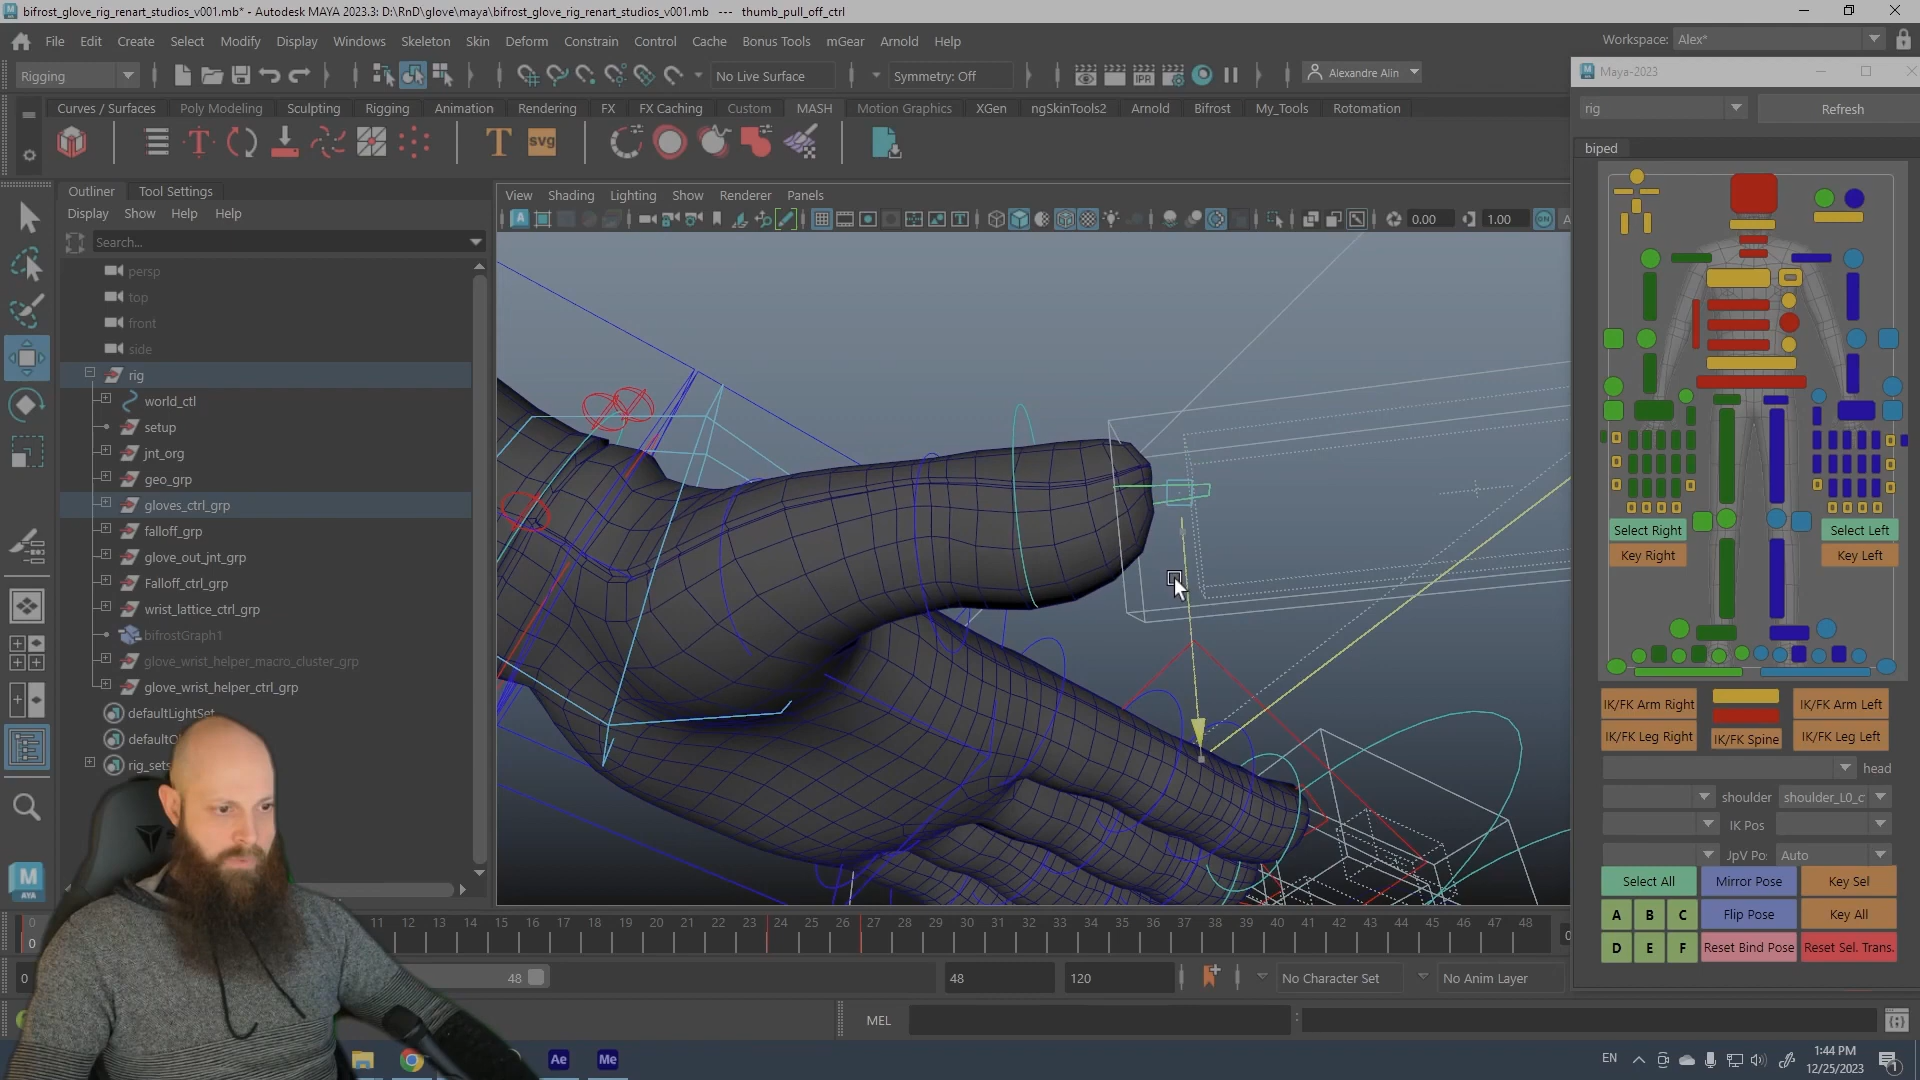 bifrost_glove_rig_renart_studios_v001.mb* - Autodesk MAYA 2023.3: D:\RnD\glove\maya\bifrost_glove_rig_renart_studios_v001.mb   ---   thumb_pull_off_ctrl
File Edit Create Select Modify Display Windows Skeleton Skin Deform Constrain Control Cache Bonus Tools mGear Arnold Help
Workspace: Alex*
Rigging
No Live Surface
Symmetry: Off
IPR
Alexandre Alin
Maya-2023
Curves / Surfaces Poly Modeling Sculpting Rigging Animation Rendering FX FX Caching Custom MASH Motion Graphics XGen ngSkinTools2 Arnold Bifrost My_Tools Rotomation
rig
Refresh
T
T
svg
biped
Outliner Tool Settings
Display Show Help Help
View Shading Lighting Show Renderer Panels
0.00
1.00
ON
Search...
persp
top
front
side
rig
world_ctl
setup
jnt_org
geo_grp
gloves_ctrl_grp
falloff_grp
glove_out_jnt_grp
Falloff_ctrl_grp
wrist_lattice_ctrl_grp
bifrostGraph1
glove_wrist_helper_macro_cluster_grp
glove_wrist_helper_ctrl_grp
defaultLightSet
rig_sets
Select Right
Select Left
Key Right
Key Left
IK/FK Arm Right
IK/FK Arm Left
IK/FK Leg Right
IK/FK Spine
IK/FK Leg Left
head
shoulder
shoulder_L0_c
IK Pos
JpV Po:
Auto
Select All
Mirror Pose
Key Sel
A B C
Flip Pose
Key All
D E F
Reset Bind Pose
Reset Sel. Trans.
M
AYA
0 11 12 13 14 15 16 17 18 19 20 21 22 23 24 25 26 27 28 29 30 31 32 33 34 35 36 37 38 39 40 41 42 43 44 45 46 47 48
0
0
48
48
120
No Character Set
No Anim Layer
MEL
Ae
Me
EN
1:44 PM
12/25/2023
1